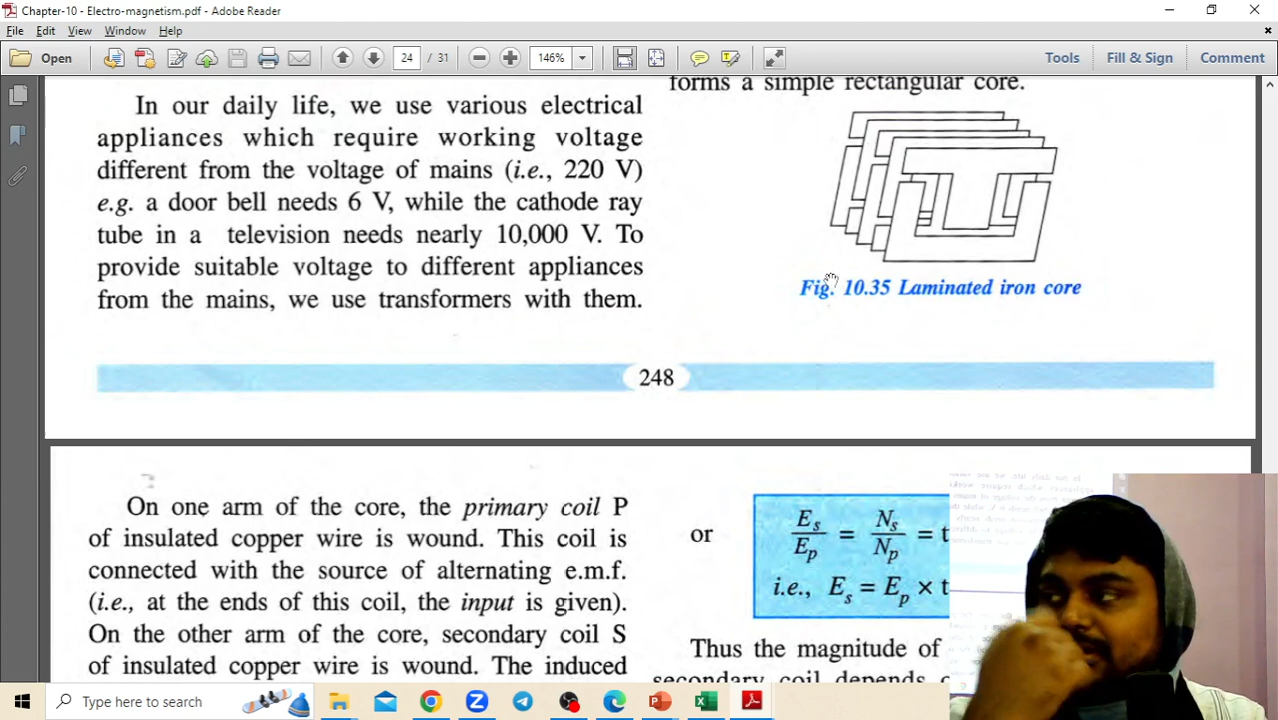 Chapter-10 - Electro-magnetism.pdf - Adobe Reader
File Edit View Window Help
Open 24 / 31 146% Tools Fill & Sign Comment
In our daily life, we use various electrical
appliances which require working voltage
different from the voltage of mains (i.e., 220 V)
e.g. a door bell needs 6 V, while the cathode ray
tube in a television needs nearly 10,000 V. To
provide suitable voltage to different appliances
from the mains, we use transformers with them.
forms a simple rectangular core.
Fig. 10.35 Laminated iron core
248
On one arm of the core, the primary coil P
of insulated copper wire is wound. This coil is
connected with the source of alternating e.m.f.
(i.e., at the ends of this coil, the input is given).
On the other arm of the core, secondary coil S
of insulated copper wire is wound. The induced
or Es/Ep = Ns/Np = t
i.e., Es = Ep × t
Thus the magnitude of
secondary coil depends
Type here to search